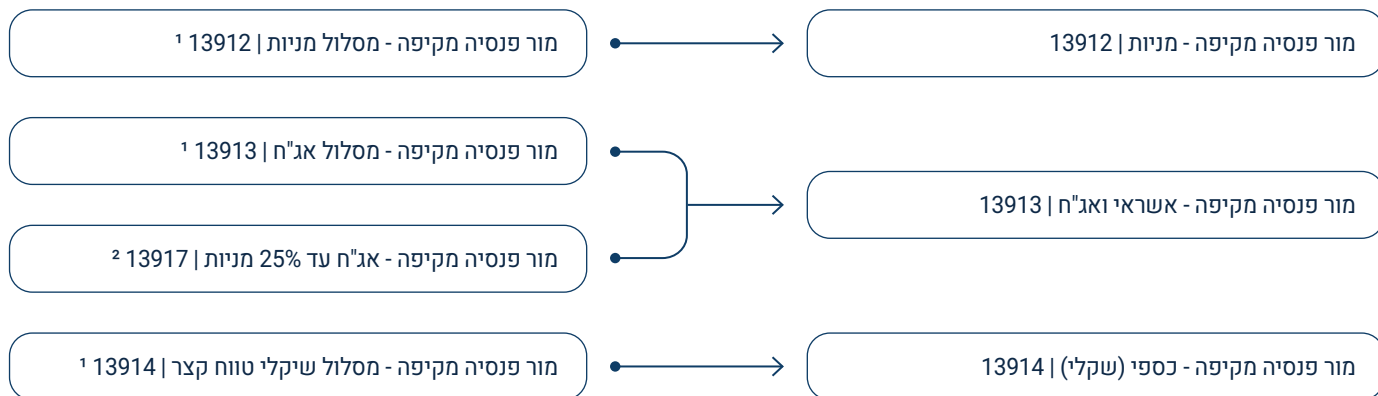 מור פנסיה מקיפה - מסלול מניות | 13912 ¹
מור פנסיה מקיפה - מניות | 13912
מור פנסיה מקיפה - מסלול אג"ח | 13913 ¹
מור פנסיה מקיפה - אג"ח עד 25% מניות | 13917 ²
מור פנסיה מקיפה - אשראי ואג"ח | 13913
מור פנסיה מקיפה - מסלול שיקלי טווח קצר | 13914 ¹
מור פנסיה מקיפה - כספי (שקלי) | 13914